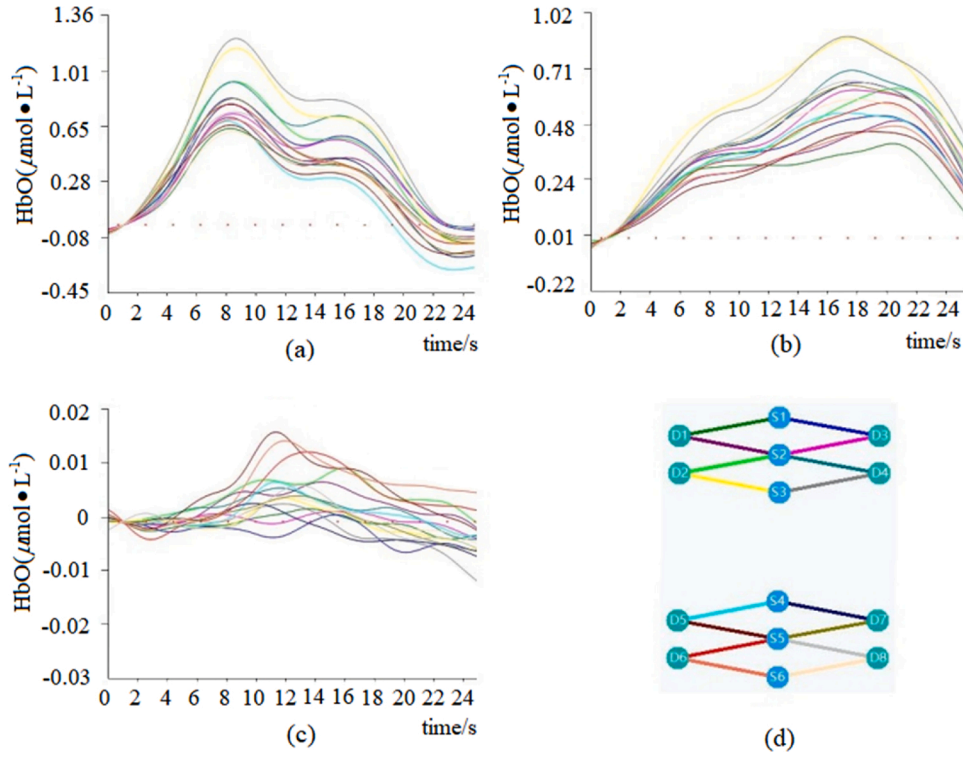 1.36
1.01
0.65
0.28
-0.08
-0.45
HbO(μmol●L⁻¹)
0 2 4 6 8 10 12 14 16 18 20 22 24
time/s
(a)
1.02
0.71
0.48
0.24
0.01
-0.22
HbO(μmol●L⁻¹)
0 2 4 6 8 10 12 14 16 18 20 22 24
time/s
(b)
0.02
0.01
0
-0.01
-0.02
-0.03
HbO(μmol●L⁻¹)
0 2 4 6 8 10 12 14 16 18 20 22 24
time/s
(c)
S1
D1 D3
S2
D2 D4
S3
S4
D5 D7
S5
D6 D8
S6
(d)